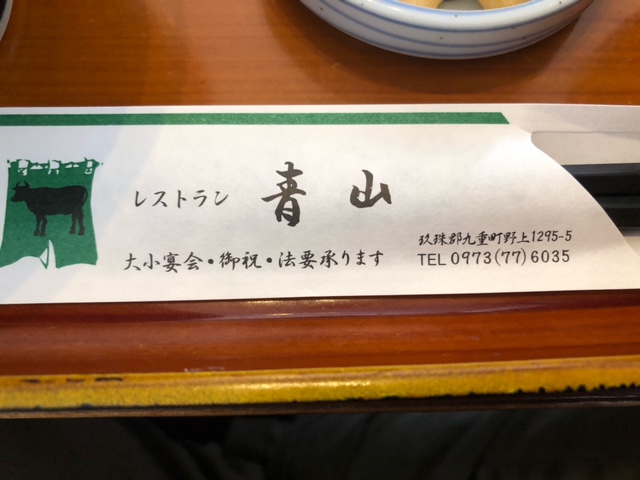 レストラン 青山
大小宴会・御祝・法要承ります
玖珠郡九重町野上1295-5
TEL 0973(77)6035